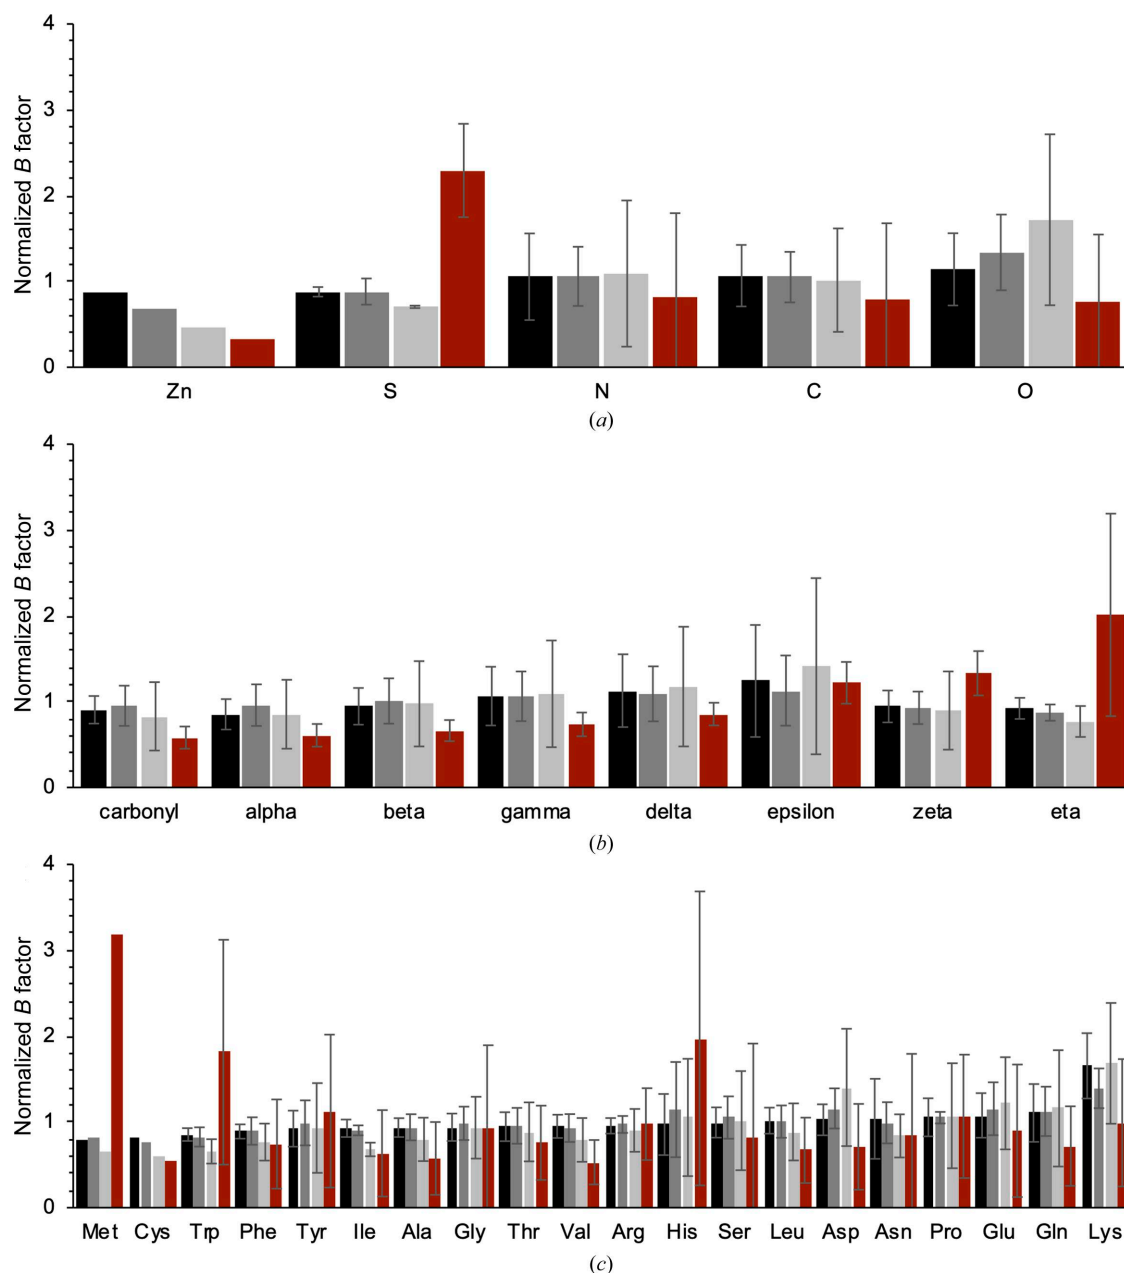 4
3
2
1
0
Normalized B factor
Zn S N C O
(a)
4
3
2
1
0
Normalized B factor
carbonyl alpha beta gamma delta epsilon zeta eta
(b)
4
3
2
1
0
Normalized B factor
Met Cys Trp Phe Tyr Ile Ala Gly Thr Val Arg His Ser Leu Asp Asn Pro Glu Gln Lys
(c)